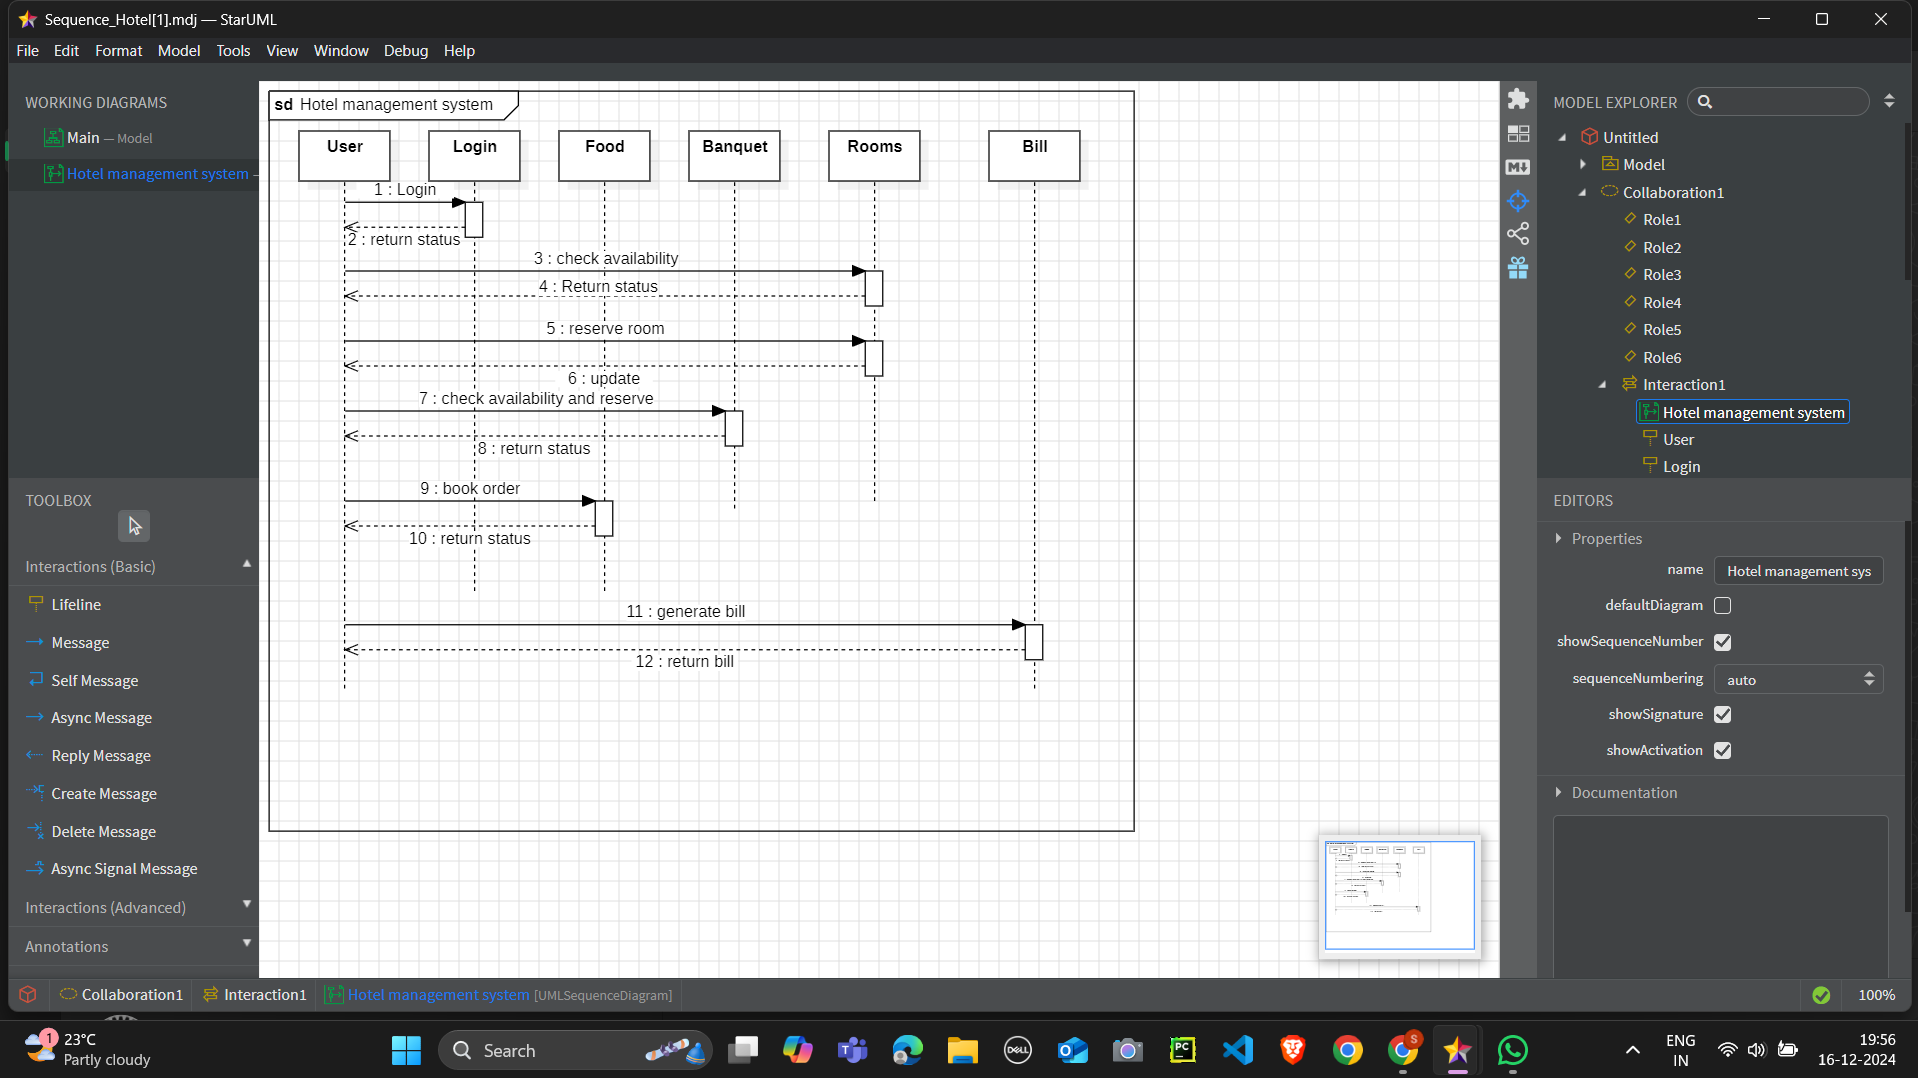 Sequence_Hotel[1].mdj — StarUML
File Edit Format Model Tools View Window Debug Help
WORKING DIAGRAMS
Main — Model
Hotel management system —
TOOLBOX
Interactions (Basic)
Lifeline
Message
Self Message
Async Message
Reply Message
Create Message
Delete Message
Async Signal Message
Interactions (Advanced)
Annotations
sd Hotel management system
User Login Food Banquet Rooms Bill
1 : Login
2 : return status
3 : check availability
4 : Return status
5 : reserve room
6 : update
7 : check availability and reserve
8 : return status
9 : book order
10 : return status
11 : generate bill
12 : return bill
M
MODEL EXPLORER
Untitled
Model
Collaboration1
Role1
Role2
Role3
Role4
Role5
Role6
Interaction1
Hotel management system
User
Login
EDITORS
Properties
name Hotel management sys
defaultDiagram
showSequenceNumber
sequenceNumbering auto
showSignature
showActivation
Documentation
Collaboration1 Interaction1 Hotel management system [UMLSequenceDiagram] 100%
1 23°C
Partly cloudy
Search
DELL
PC
S
ENG
IN
19:56
16-12-2024